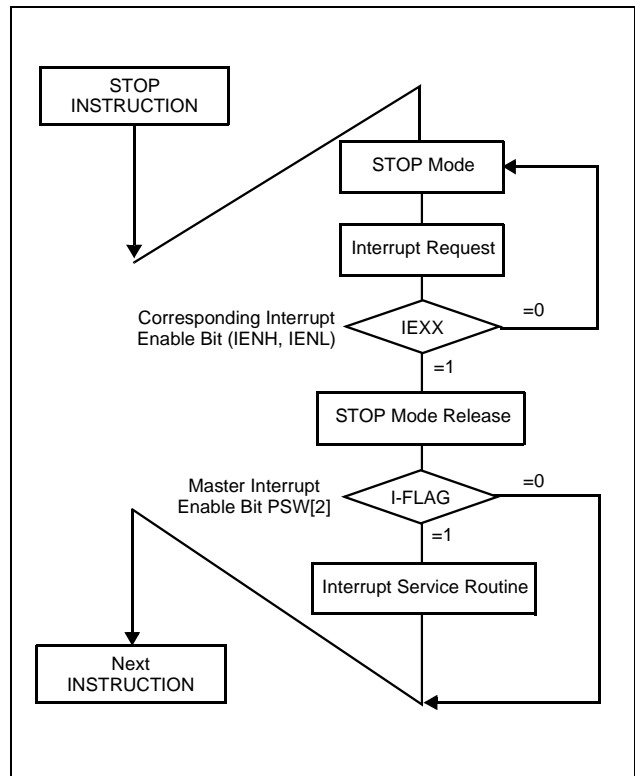 STOP
INSTRUCTION
STOP Mode
Interrupt Request
Corresponding Interrupt
Enable Bit (IENH, IENL)
IEXX
=0
=1
STOP Mode Release
Master Interrupt
Enable Bit PSW[2]
I-FLAG
=0
=1
Interrupt Service Routine
Next
INSTRUCTION